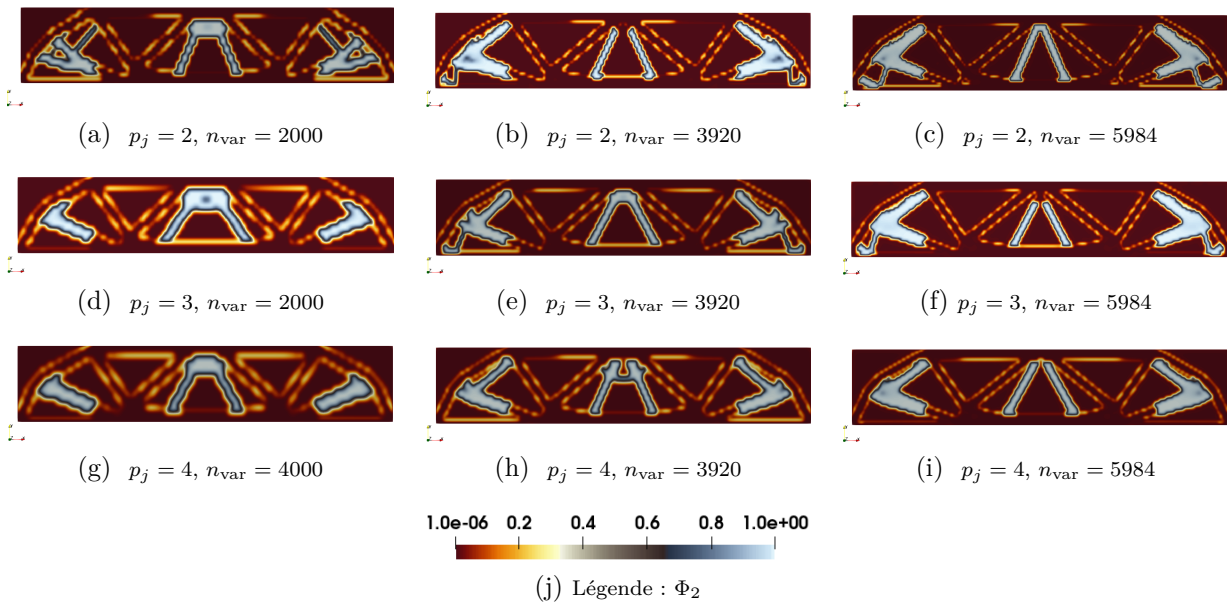 (a) p_j = 2, n_var = 2000
(b) p_j = 2, n_var = 3920
(c) p_j = 2, n_var = 5984
(d) p_j = 3, n_var = 2000
(e) p_j = 3, n_var = 3920
(f) p_j = 3, n_var = 5984
(g) p_j = 4, n_var = 4000
(h) p_j = 4, n_var = 3920
(i) p_j = 4, n_var = 5984
1.0e-06 0.2 0.4 0.6 0.8 1.0e+00
(j) Légende : Φ_2